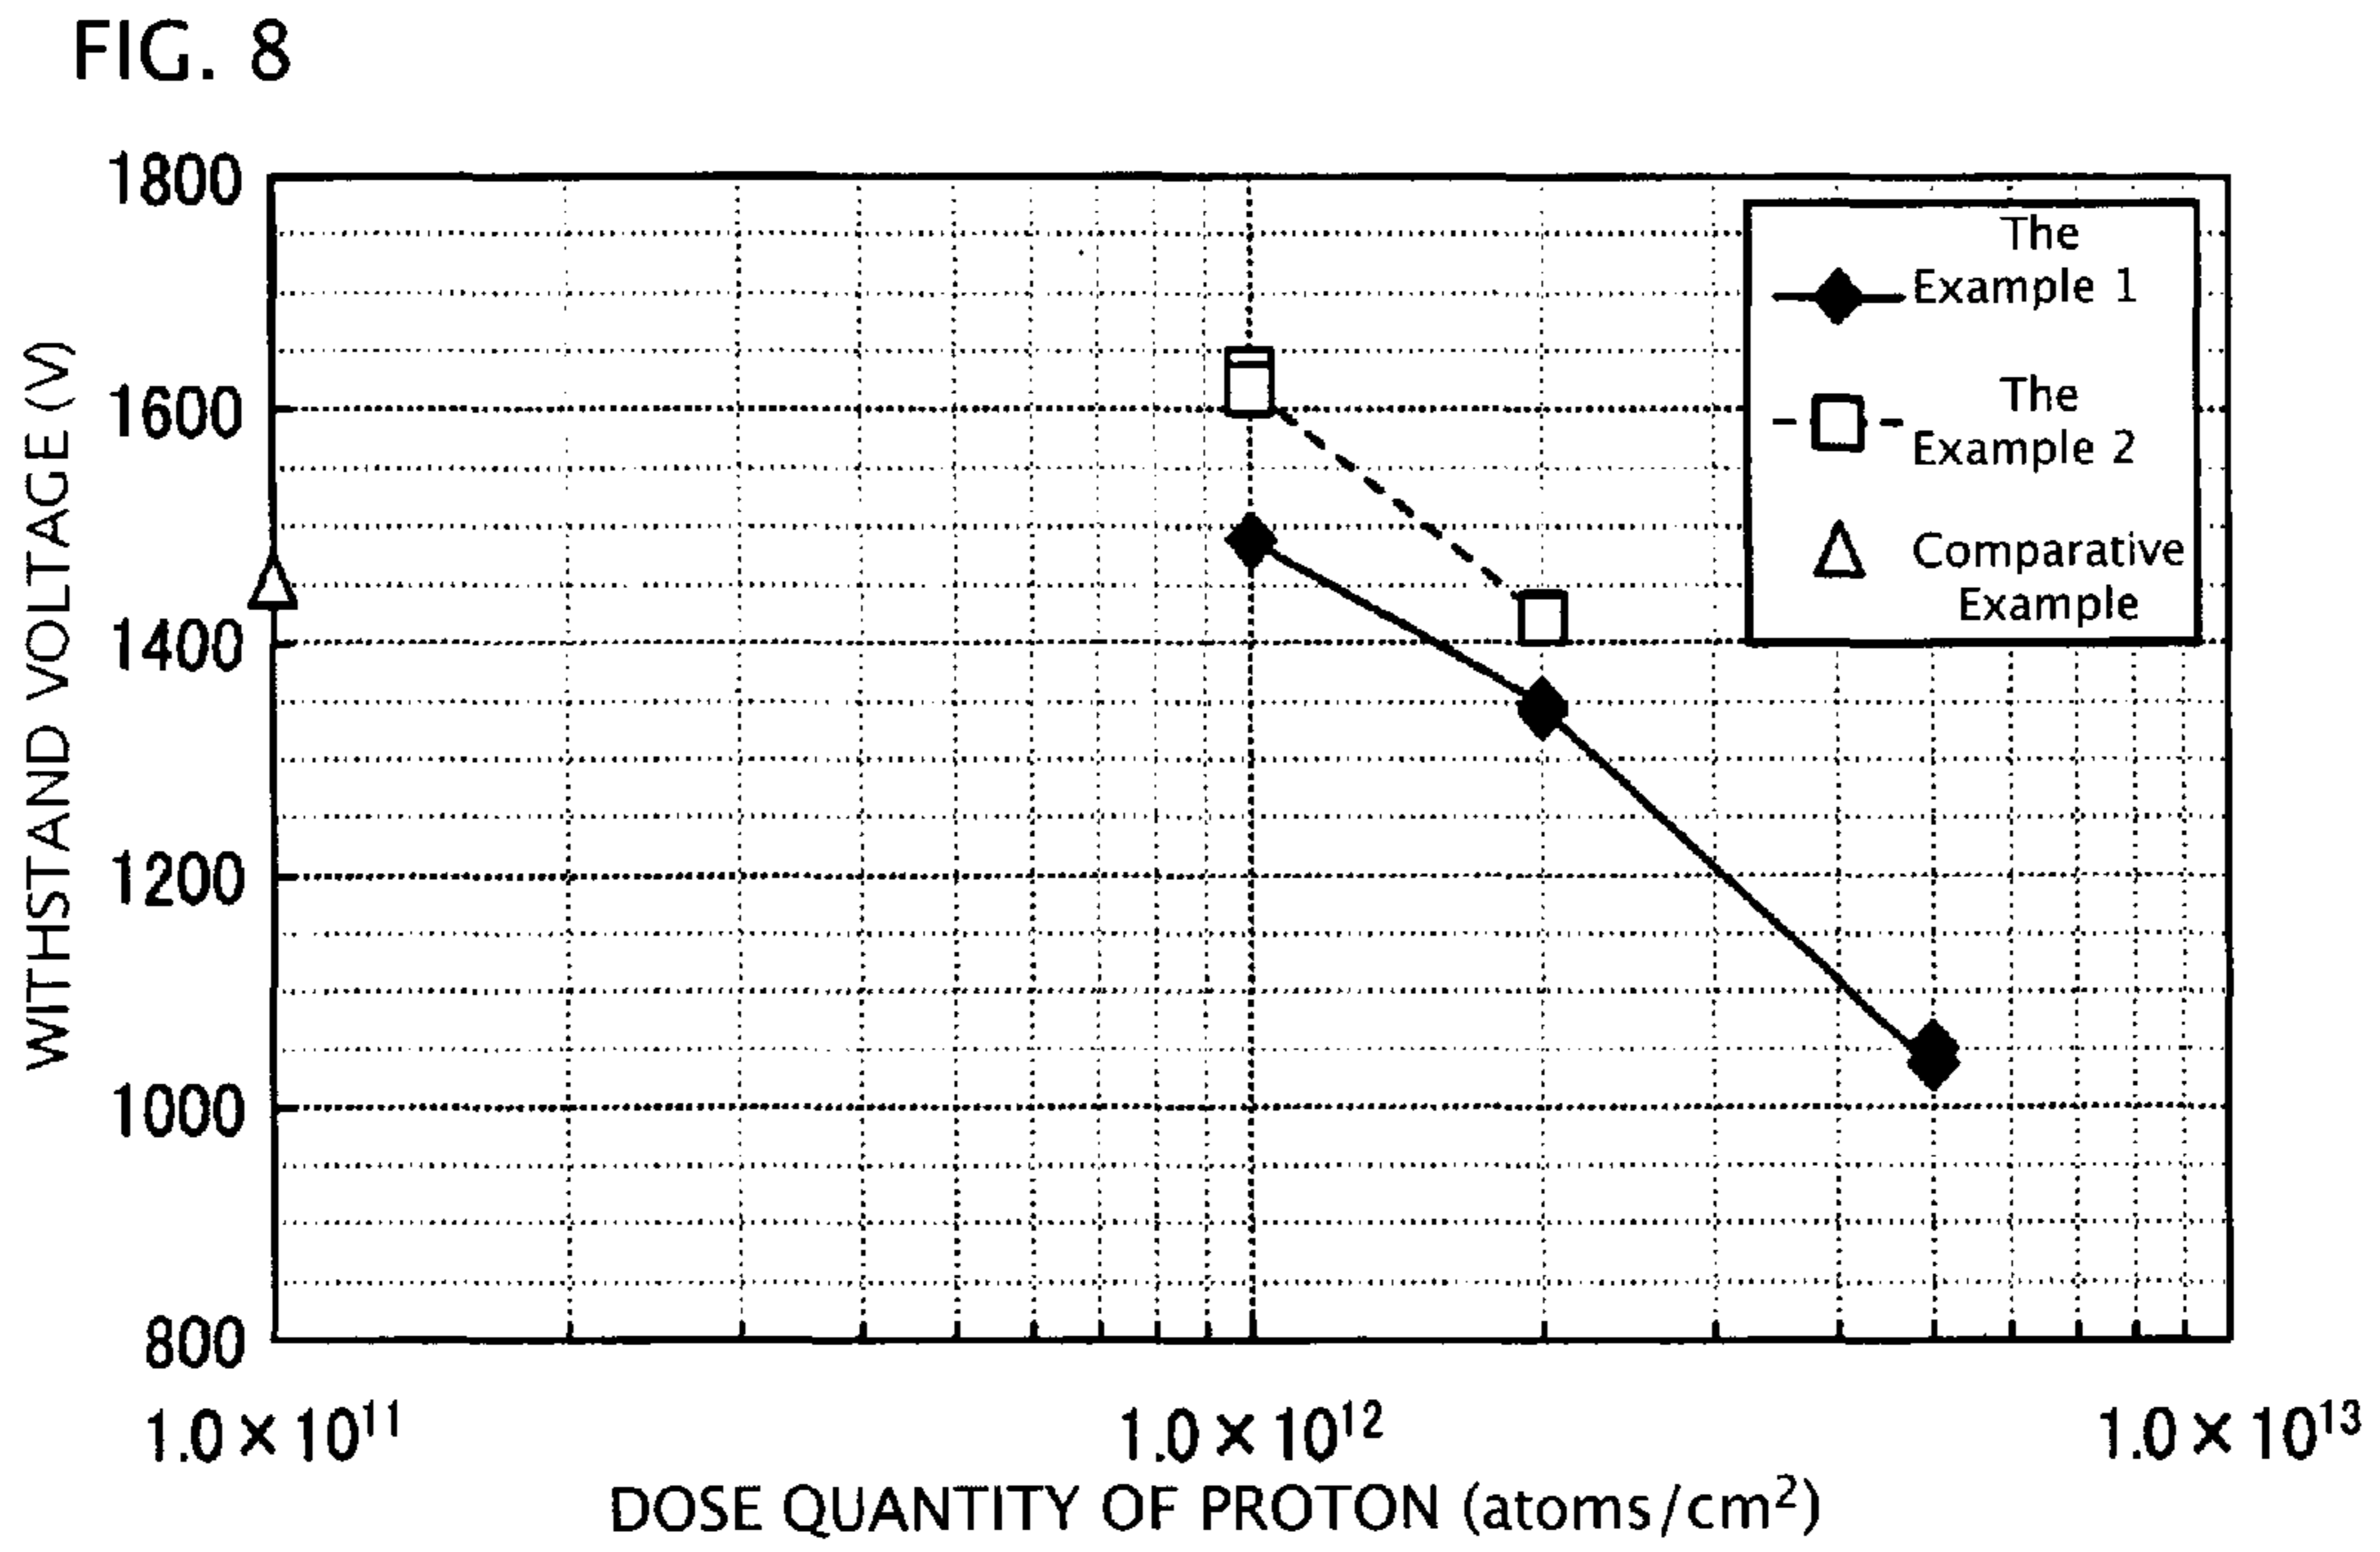 FIG. 8
WITHSTAND VOLTAGE (V)
1800
1600
1400
1200
1000
800
The
Example 1
The
Example 2
Comparative
Example
1.0×10¹¹
1.0×10¹²
1.0×10¹³
DOSE QUANTITY OF PROTON (atoms/cm²)